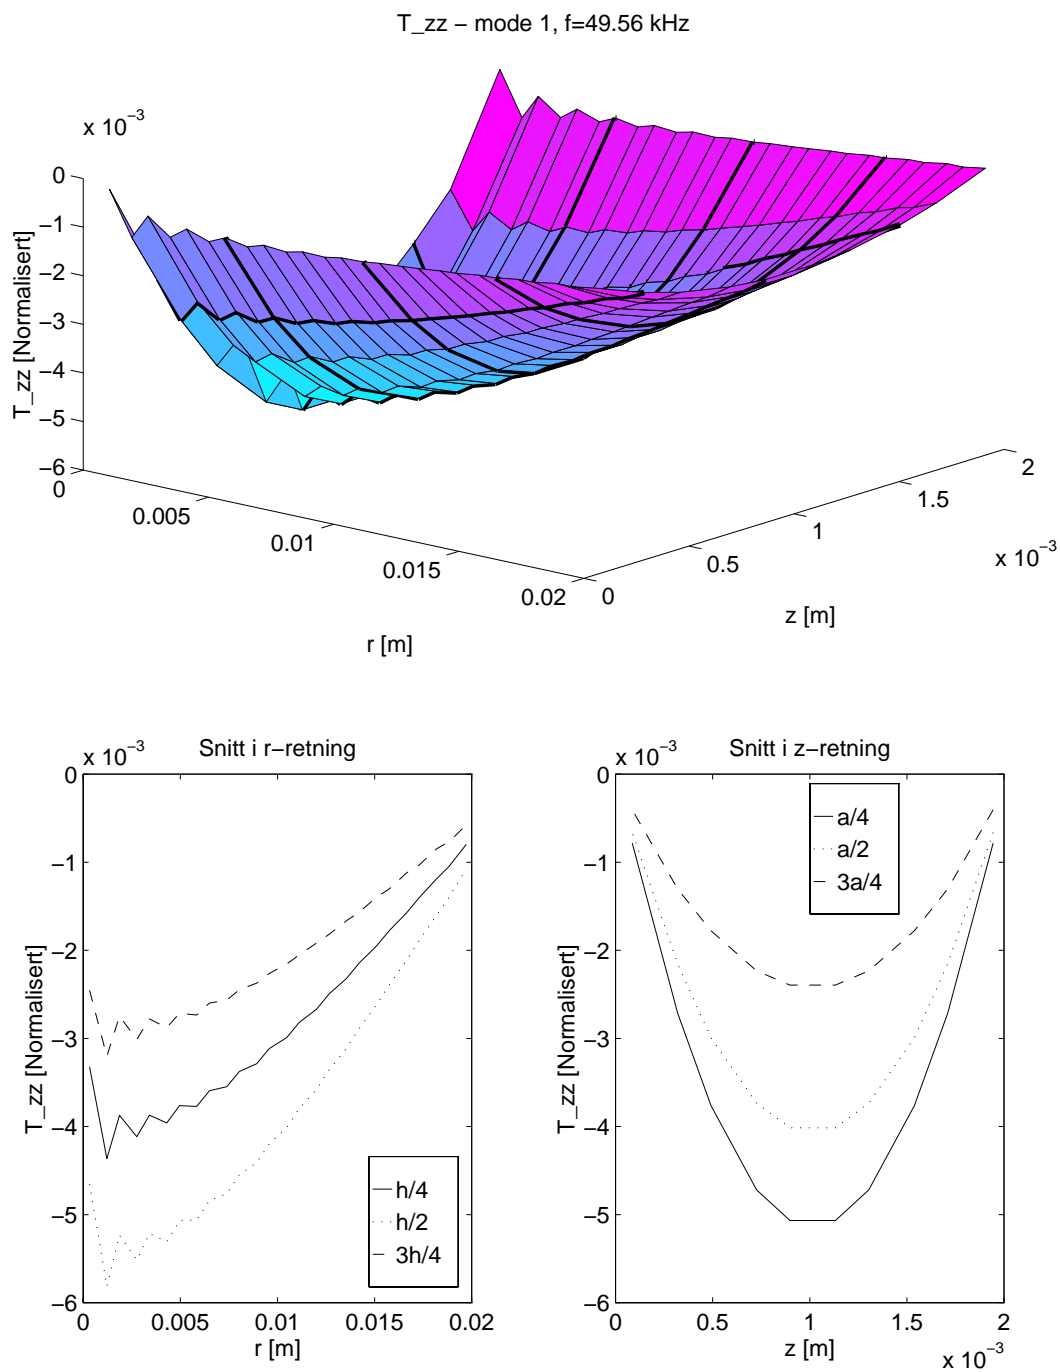 T_zz − mode 1, f=49.56 kHz
x 10−3
0
−1
−2
−3
−4
−5
−6
T_zz [Normalisert]
0
0.005
0.01
0.015
0.02
r [m]
0
0.5
1
1.5
2
x 10−3
z [m]
Snitt i r−retning
x 10−3
0
−1
−2
−3
−4
−5
−6
T_zz [Normalisert]
h/4
h/2
3h/4
0
0.005
0.01
0.015
0.02
r [m]
Snitt i z−retning
x 10−3
0
−1
−2
−3
−4
−5
−6
T_zz [Normalisert]
a/4
a/2
3a/4
0
0.5
1
1.5
2
z [m]
x 10−3